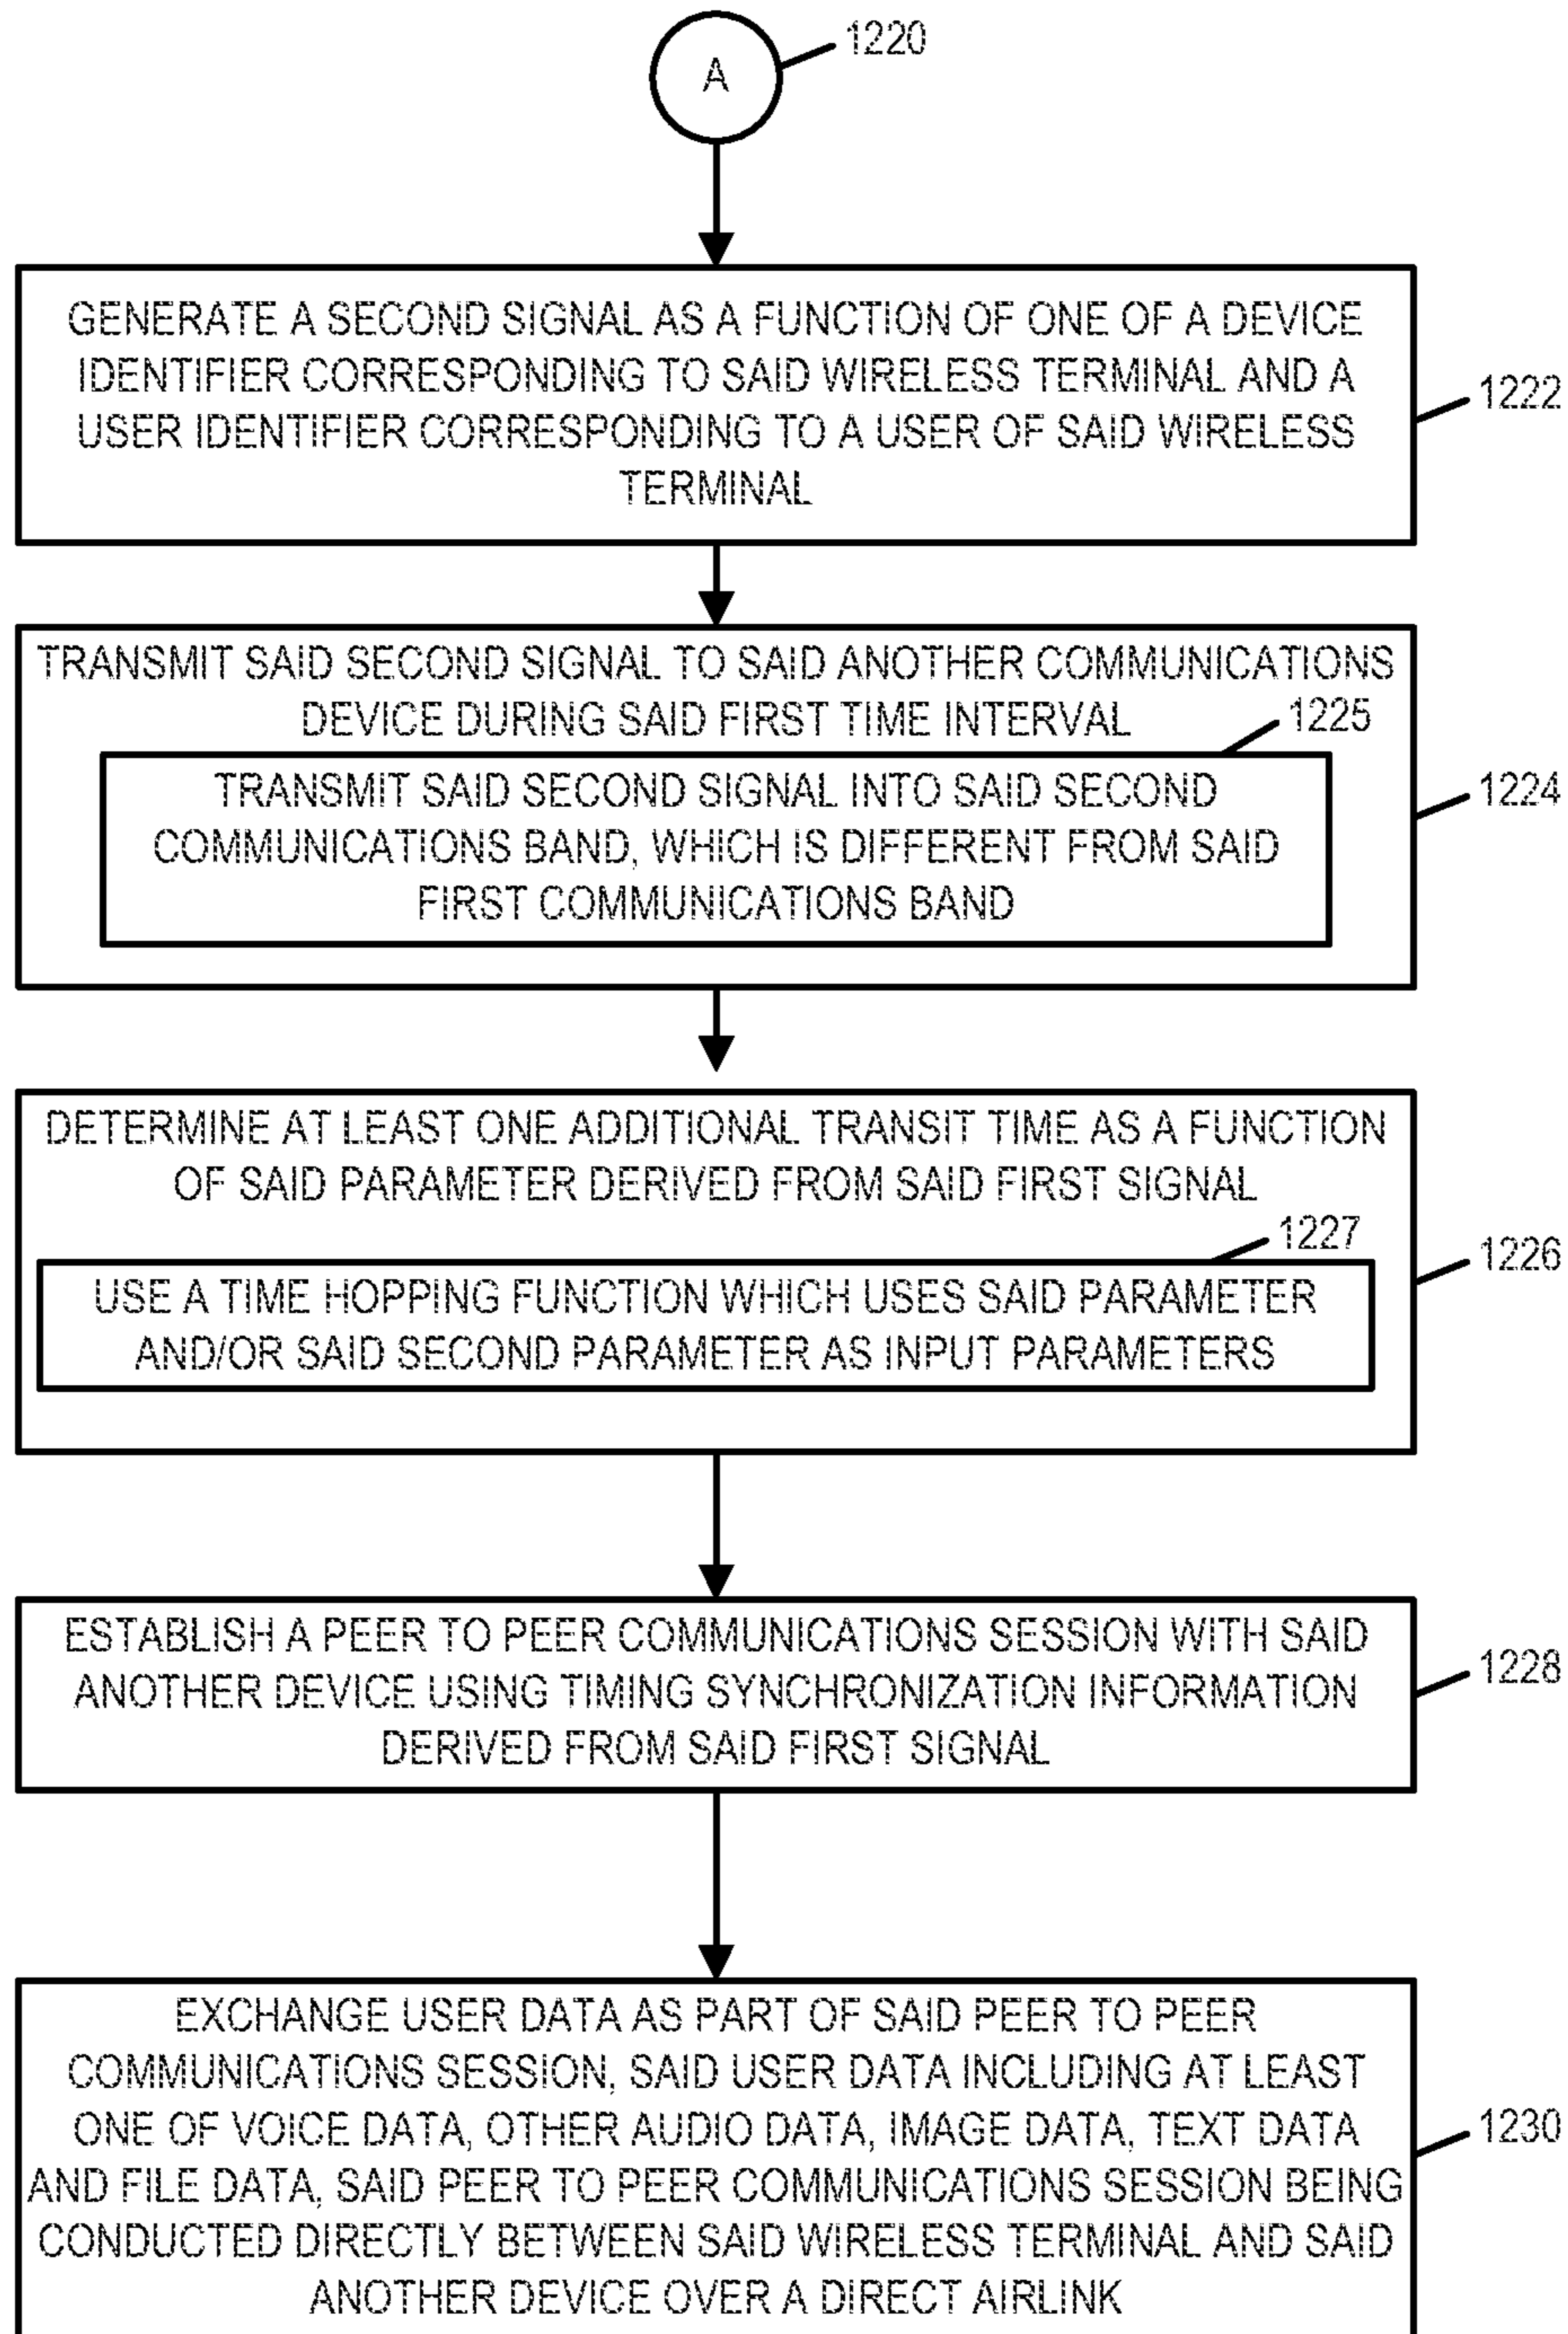 A
1220
GENERATE A SECOND SIGNAL AS A FUNCTION OF ONE OF A DEVICE
IDENTIFIER CORRESPONDING TO SAID WIRELESS TERMINAL AND A
USER IDENTIFIER CORRESPONDING TO A USER OF SAID WIRELESS
TERMINAL
1222
TRANSMIT SAID SECOND SIGNAL TO SAID ANOTHER COMMUNICATIONS
DEVICE DURING SAID FIRST TIME INTERVAL
1225
TRANSMIT SAID SECOND SIGNAL INTO SAID SECOND
COMMUNICATIONS BAND, WHICH IS DIFFERENT FROM SAID
FIRST COMMUNICATIONS BAND
1224
DETERMINE AT LEAST ONE ADDITIONAL TRANSIT TIME AS A FUNCTION
OF SAID PARAMETER DERIVED FROM SAID FIRST SIGNAL
1227
USE A TIME HOPPING FUNCTION WHICH USES SAID PARAMETER
AND/OR SAID SECOND PARAMETER AS INPUT PARAMETERS
1226
ESTABLISH A PEER TO PEER COMMUNICATIONS SESSION WITH SAID
ANOTHER DEVICE USING TIMING SYNCHRONIZATION INFORMATION
DERIVED FROM SAID FIRST SIGNAL
1228
EXCHANGE USER DATA AS PART OF SAID PEER TO PEER
COMMUNICATIONS SESSION, SAID USER DATA INCLUDING AT LEAST
ONE OF VOICE DATA, OTHER AUDIO DATA, IMAGE DATA, TEXT DATA
AND FILE DATA, SAID PEER TO PEER COMMUNICATIONS SESSION BEING
CONDUCTED DIRECTLY BETWEEN SAID WIRELESS TERMINAL AND SAID
ANOTHER DEVICE OVER A DIRECT AIRLINK
1230